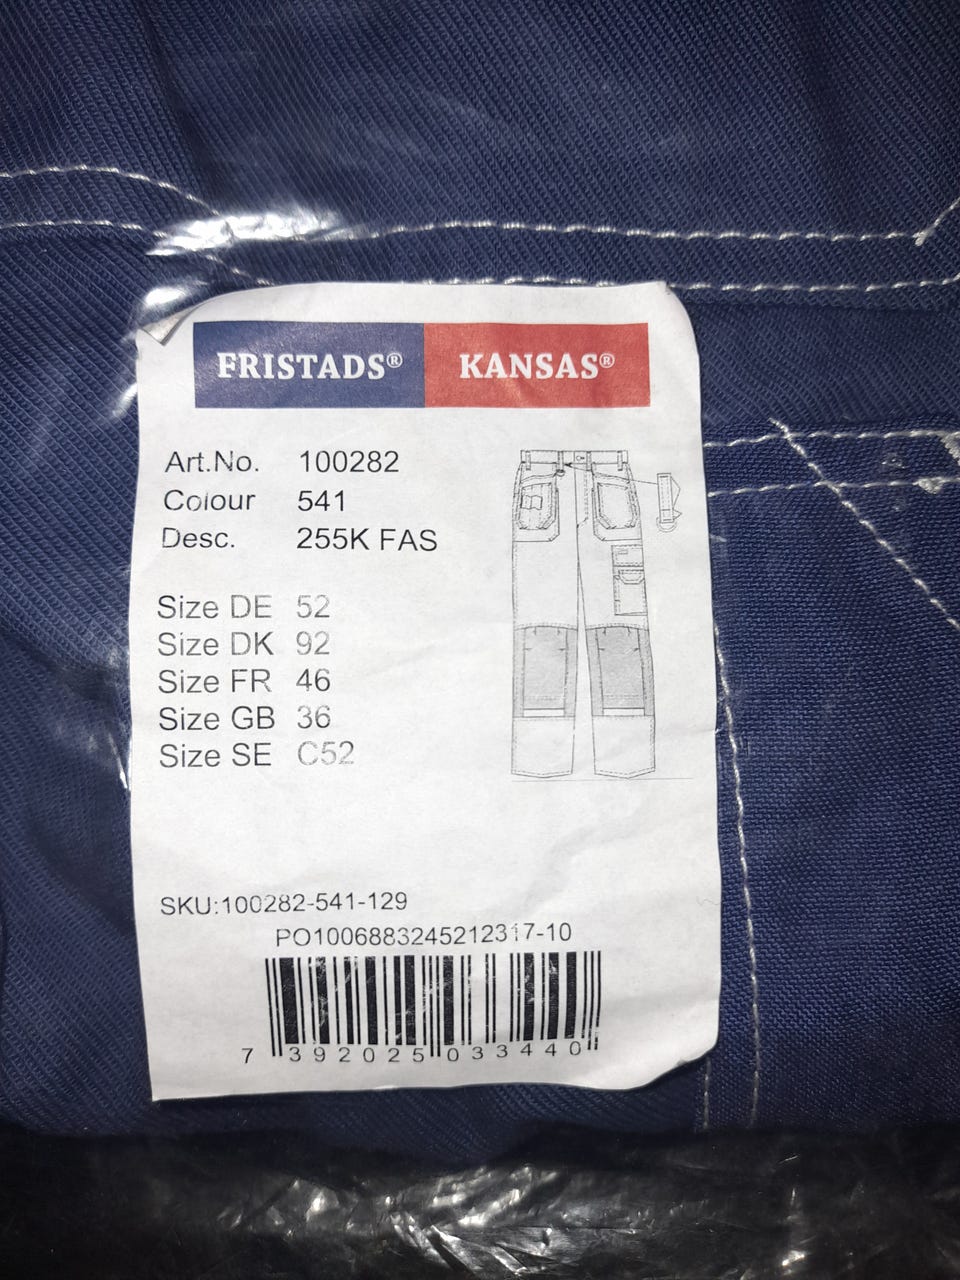 FRISTADS® KANSAS®
Art.No. 100282
Colour 541
Desc. 255K FAS
Size DE 52
Size DK 92
Size FR 46
Size GB 36
Size SE C52
SKU:100282-541-129
PO1006883245212317-10
7 392025 033440